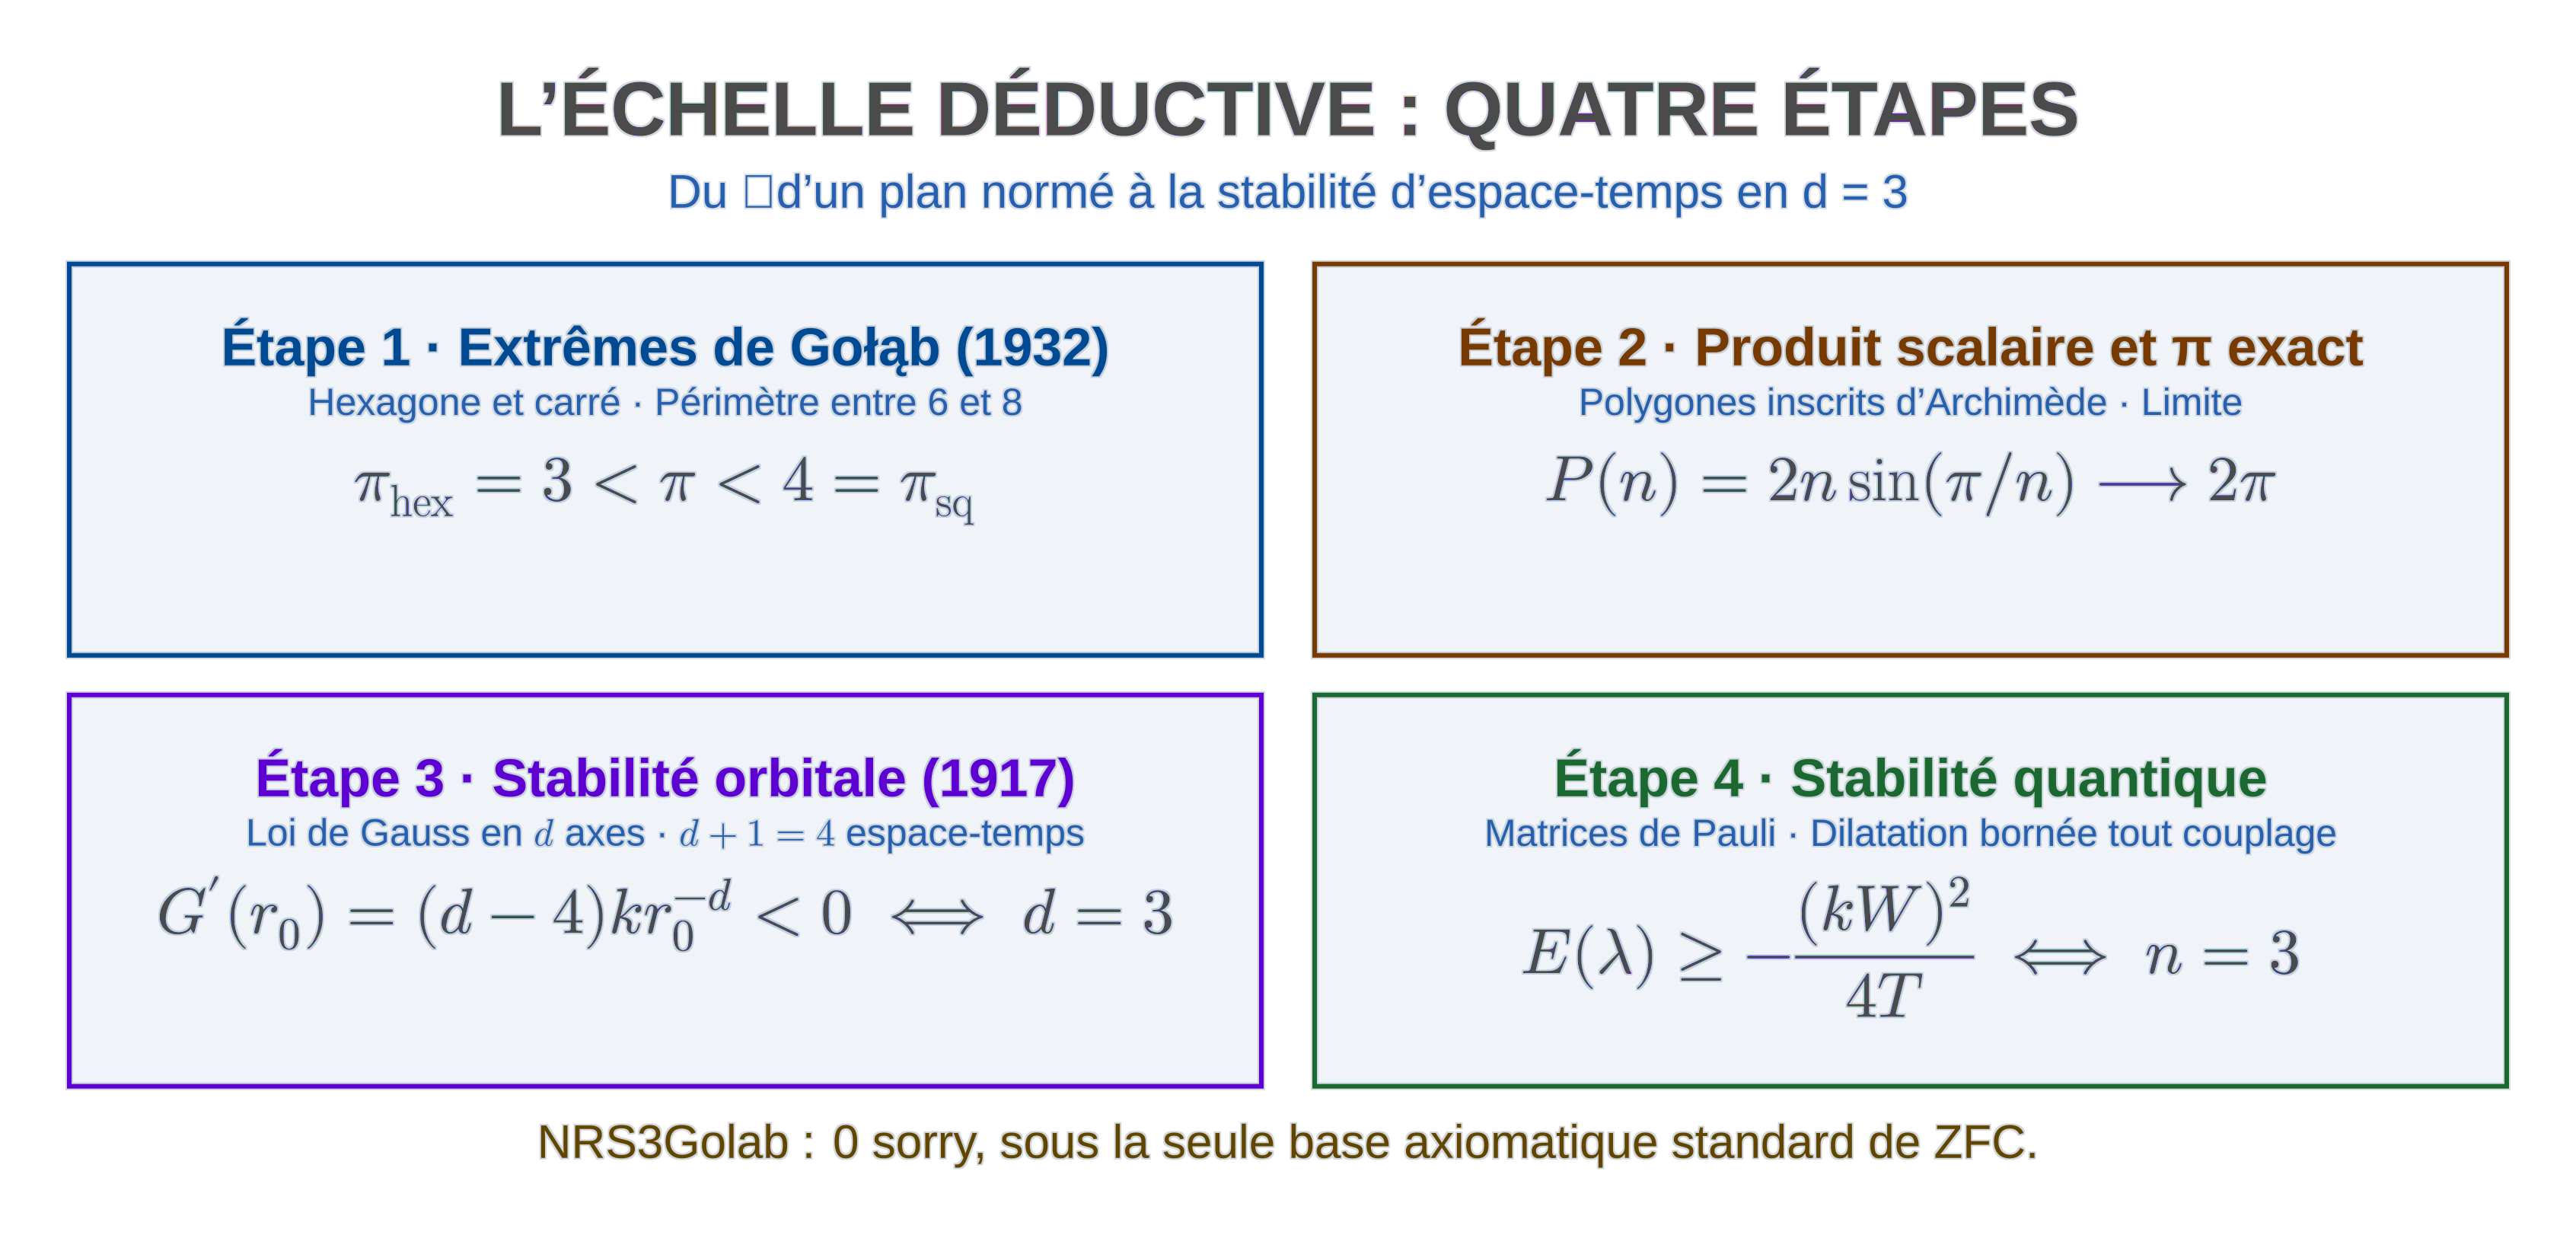 L’ÉCHELLE DÉDUCTIVE : QUATRE ÉTAPES
Du □d’un plan normé à la stabilité d’espace-temps en d = 3
Étape 1 · Extrêmes de Gołąb (1932)
Hexagone et carré · Périmètre entre 6 et 8
π_hex = 3 < π < 4 = π_sq
Étape 2 · Produit scalaire et π exact
Polygones inscrits d’Archimède · Limite
P(n) = 2n sin(π/n) ⟶ 2π
Étape 3 · Stabilité orbitale (1917)
Loi de Gauss en d axes · d + 1 = 4 espace-temps
G′(r₀) = (d − 4)kr₀^{−d} < 0 ⟺ d = 3
Étape 4 · Stabilité quantique
Matrices de Pauli · Dilatation bornée tout couplage
E(λ) ≥ −(kW)²/4T ⟺ n = 3
NRS3Golab : 0 sorry, sous la seule base axiomatique standard de ZFC.